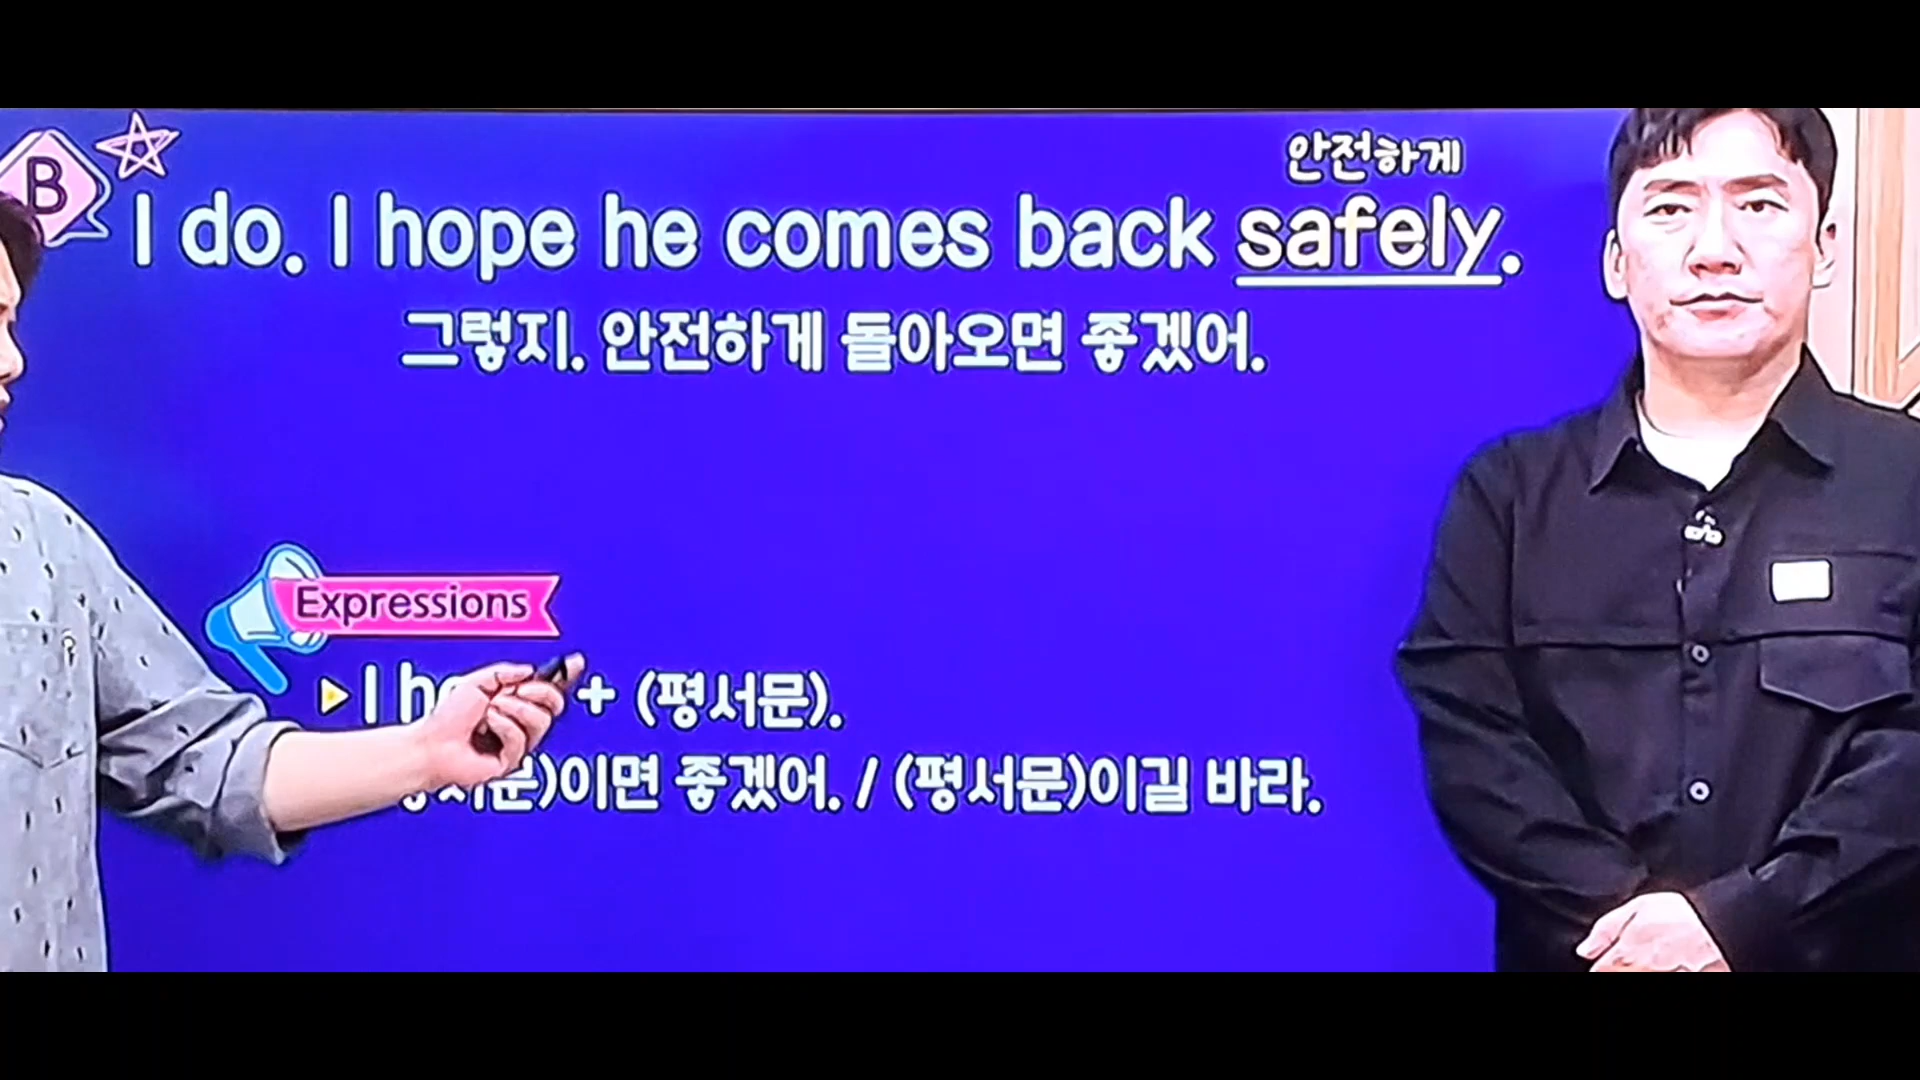 B
안전하게
I do. I hope he comes back safely.
그렇지. 안전하게 돌아오면 좋겠어.
Expressions
I + (평서문).
이면 좋겠어. / (평서문)이길 바라.